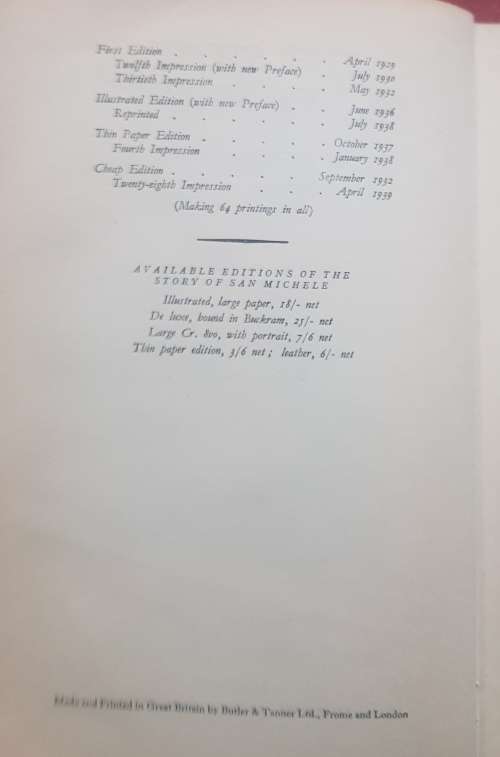 First Edition . . . . . . April 1929
Twelfth Impression (with new Preface) . July 1930
Thirtieth Impression . . . . May 1932
Illustrated Edition (with new Preface) . . June 1936
Reprinted . . . . . . July 1938
Thin Paper Edition . . . . . October 1937
Fourth Impression . . . . January 1938
Cheap Edition . . . . . . September 1932
Twenty-eighth Impression . . . April 1939
(Making 64 printings in all)
AVAILABLE EDITIONS OF THE
STORY OF SAN MICHELE
Illustrated, large paper, 18/- net
De luxe, bound in Buckram, 25/- net
Large Cr. 8vo, with portrait, 7/6 net
Thin paper edition, 3/6 net ; leather, 6/- net
Made and Printed in Great Britain by Butler & Tanner Ltd., Frome and London